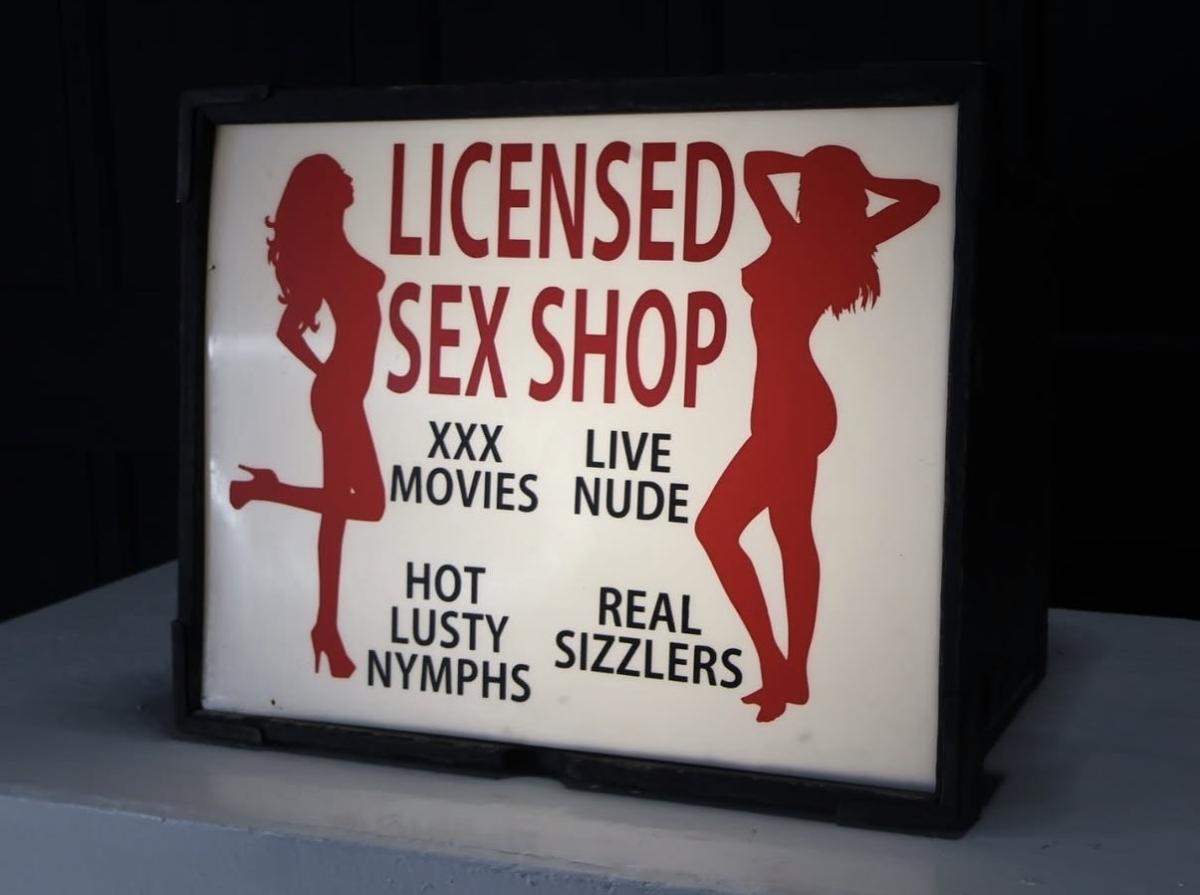 LICENSED
SEX SHOP
XXX
MOVIES
LIVE
NUDE
HOT
LUSTY
NYMPHS
REAL
SIZZLERS